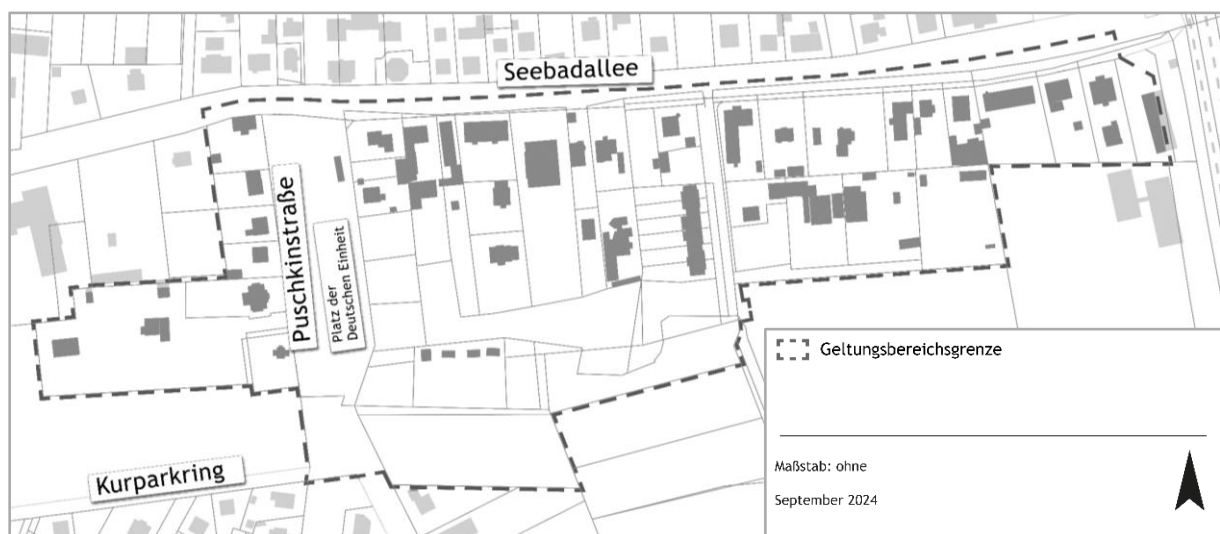 Seebadallee
Puschkinstraße
Platz der
Deutschen Einheit
Kurparkring
Geltungsbereichsgrenze
Maßstab: ohne
September 2024